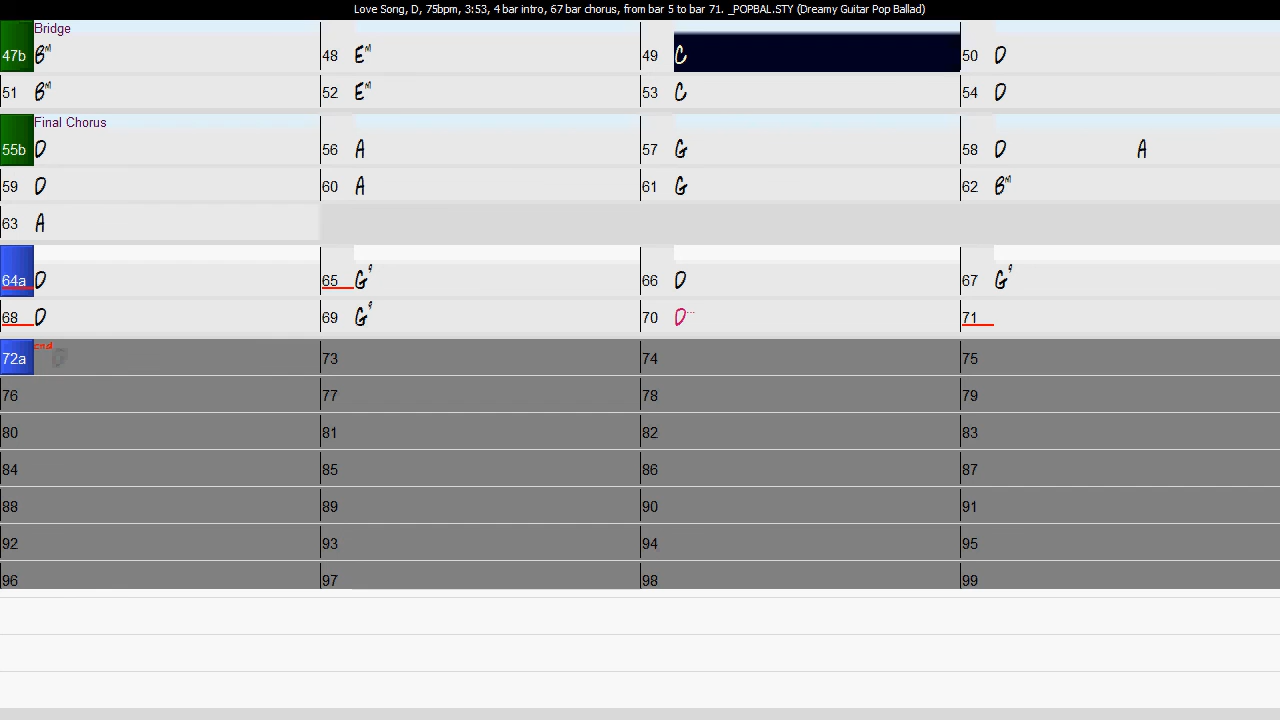 Love Song, D, 75bpm, 3:53, 4 bar intro, 67 bar chorus, from bar 5 to bar 71. _POPBAL.STY (Dreamy Guitar Pop Ballad)
Bridge
47b Bᵐ 48 Eᵐ 49 C 50 D
51 Bᵐ 52 Eᵐ 53 C 54 D
Final Chorus
55b D 56 A 57 G 58 D A
59 D 60 A 61 G 62 Bᵐ
63 A
64a D 65 G⁹ 66 D 67 G⁹
68 D 69 G⁹ 70 D... 71
end
72a D 73 74 75
76 77 78 79
80 81 82 83
84 85 86 87
88 89 90 91
92 93 94 95
96 97 98 99